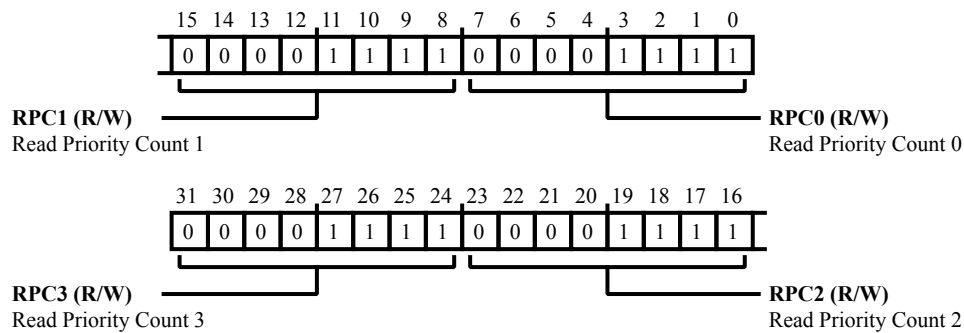 15 14 13 12 11 10 9 8 7 6 5 4 3 2 1 0
0 0 0 0 1 1 1 1 0 0 0 0 1 1 1 1
RPC1 (R/W)
Read Priority Count 1
RPC0 (R/W)
Read Priority Count 0
31 30 29 28 27 26 25 24 23 22 21 20 19 18 17 16
0 0 0 0 1 1 1 1 0 0 0 0 1 1 1 1
RPC3 (R/W)
Read Priority Count 3
RPC2 (R/W)
Read Priority Count 2